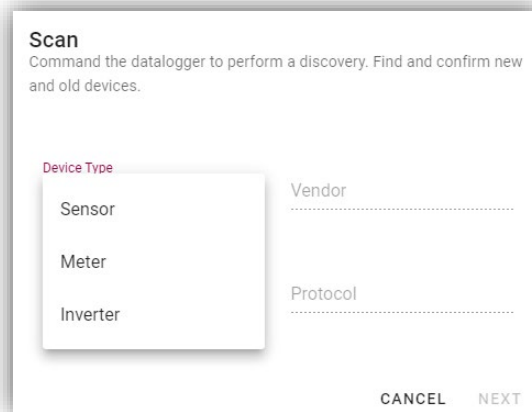 Scan
Command the datalogger to perform a discovery. Find and confirm new
and old devices.
Device Type
Sensor
Meter
Inverter
Vendor
Protocol
CANCEL NEXT